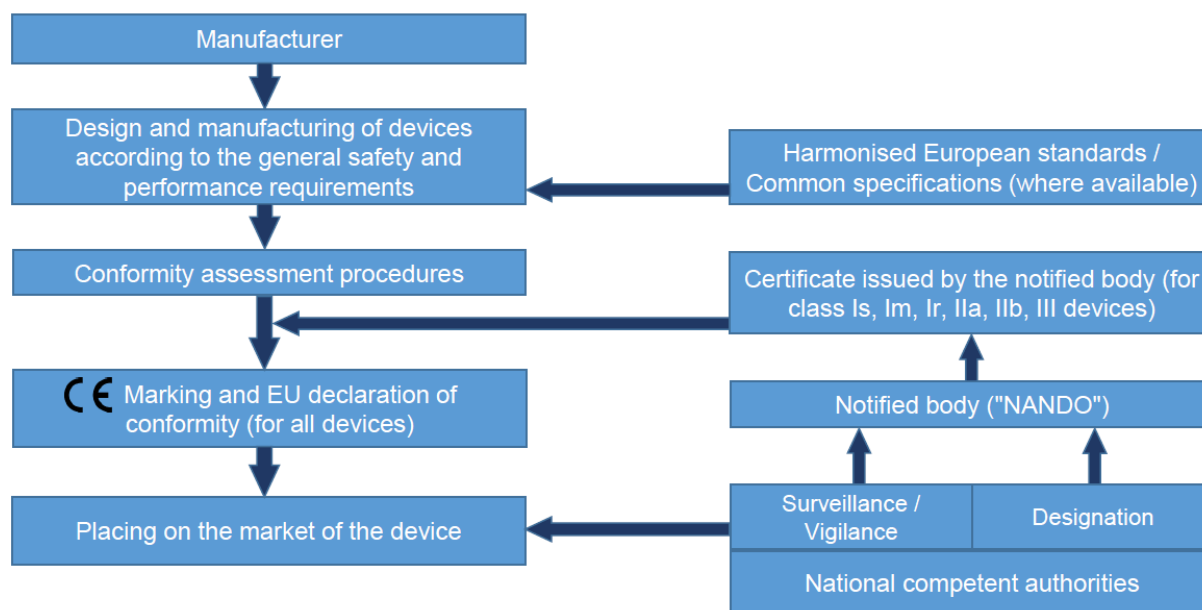 Manufacturer
Design and manufacturing of devices
according to the general safety and
performance requirements
Harmonised European standards /
Common specifications (where available)
Conformity assessment procedures
Certificate issued by the notified body (for
class Is, Im, Ir, IIa, IIb, III devices)
CE Marking and EU declaration of
conformity (for all devices)
Notified body ("NANDO")
Placing on the market of the device
Surveillance /
Vigilance
Designation
National competent authorities